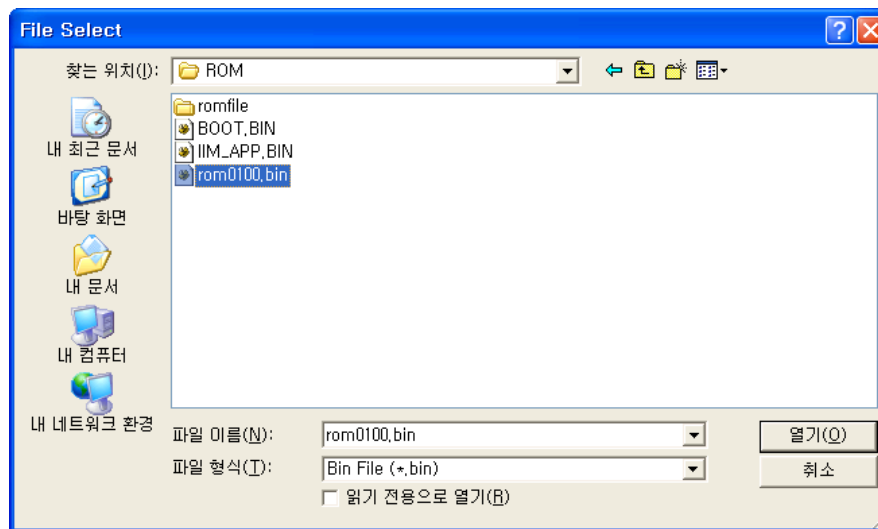 File Select
찾는 위치(I):
ROM
romfile
BOOT.BIN
IIM_APP.BIN
rom0100.bin
내 최근 문서
바탕 화면
내 문서
내 컴퓨터
내 네트워크 환경
파일 이름(N):
rom0100.bin
열기(O)
파일 형식(T):
Bin File (*.bin)
취소
읽기 전용으로 열기(R)